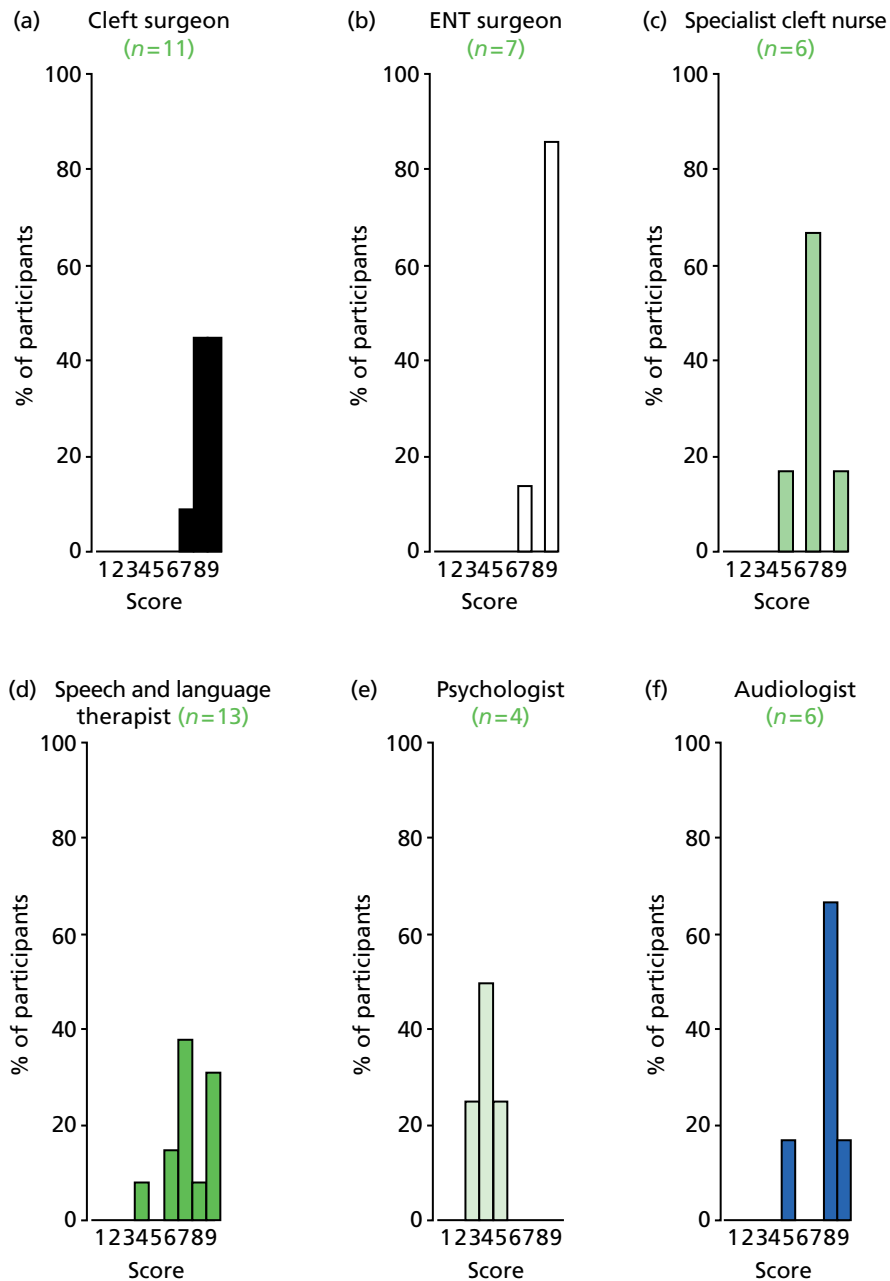 (a) Cleft surgeon
(n=11)
100
80
60
40
20
0
% of participants
123456789
Score
(b) ENT surgeon
(n=7)
100
80
60
40
20
0
% of participants
123456789
Score
(c) Specialist cleft nurse
(n=6)
100
80
60
40
20
0
% of participants
123456789
Score
(d) Speech and language
therapist (n=13)
100
80
60
40
20
0
% of participants
123456789
Score
(e) Psychologist
(n=4)
100
80
60
40
20
0
% of participants
123456789
Score
(f) Audiologist
(n=6)
100
80
60
40
20
0
% of participants
123456789
Score